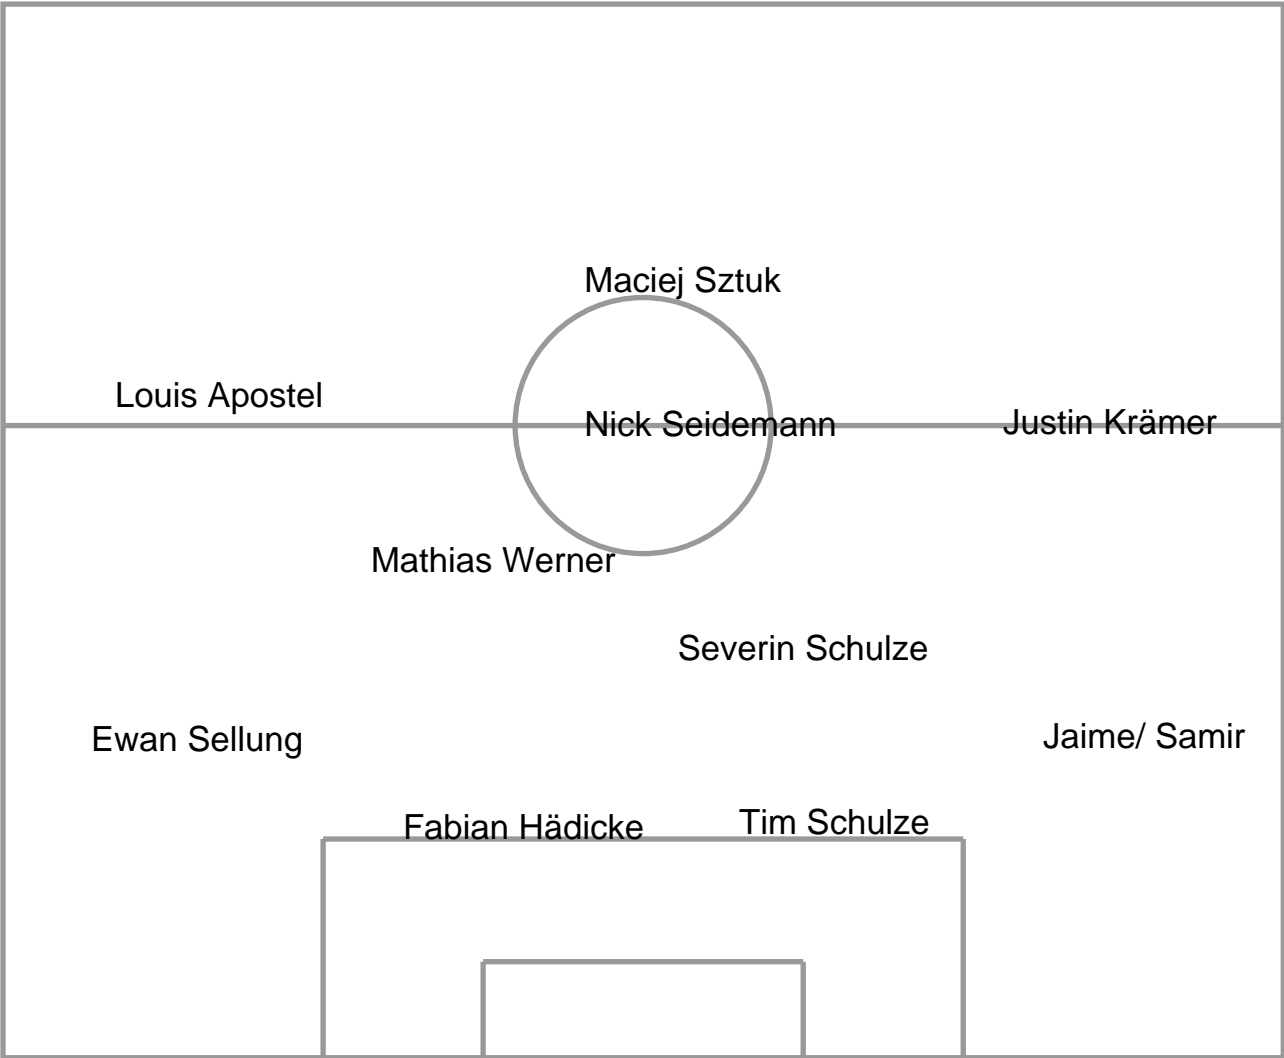 Maciej Sztuk
Louis Apostel
Nick Seidemann
Justin Krämer
Mathias Werner
Severin Schulze
Ewan Sellung
Jaime/ Samir
Fabian Hädicke
Tim Schulze